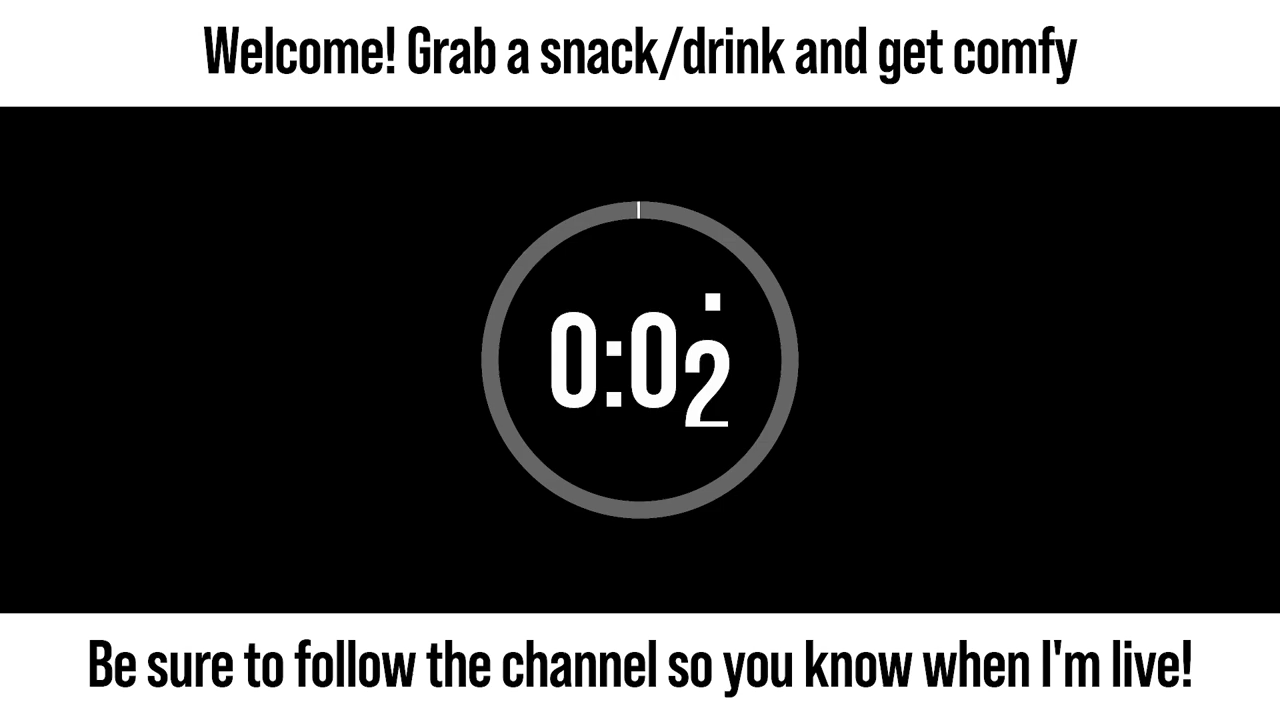 Welcome! Grab a snack/drink and get comfy
0:02
Be sure to follow the channel so you know when I'm live!